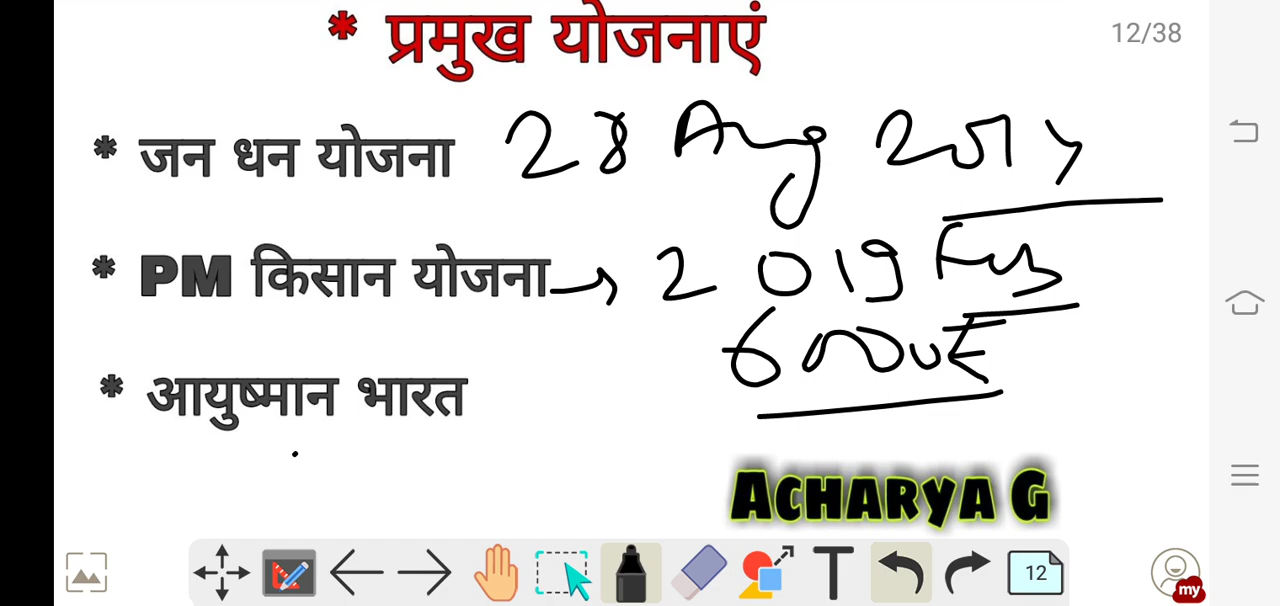 * प्रमुख योजनाएं
12/38
* जन धन योजना 28 Aug 2014
* PM किसान योजना → 2019 Feb
6000
* आयुष्मान भारत
ACHARYA G
T
12
my